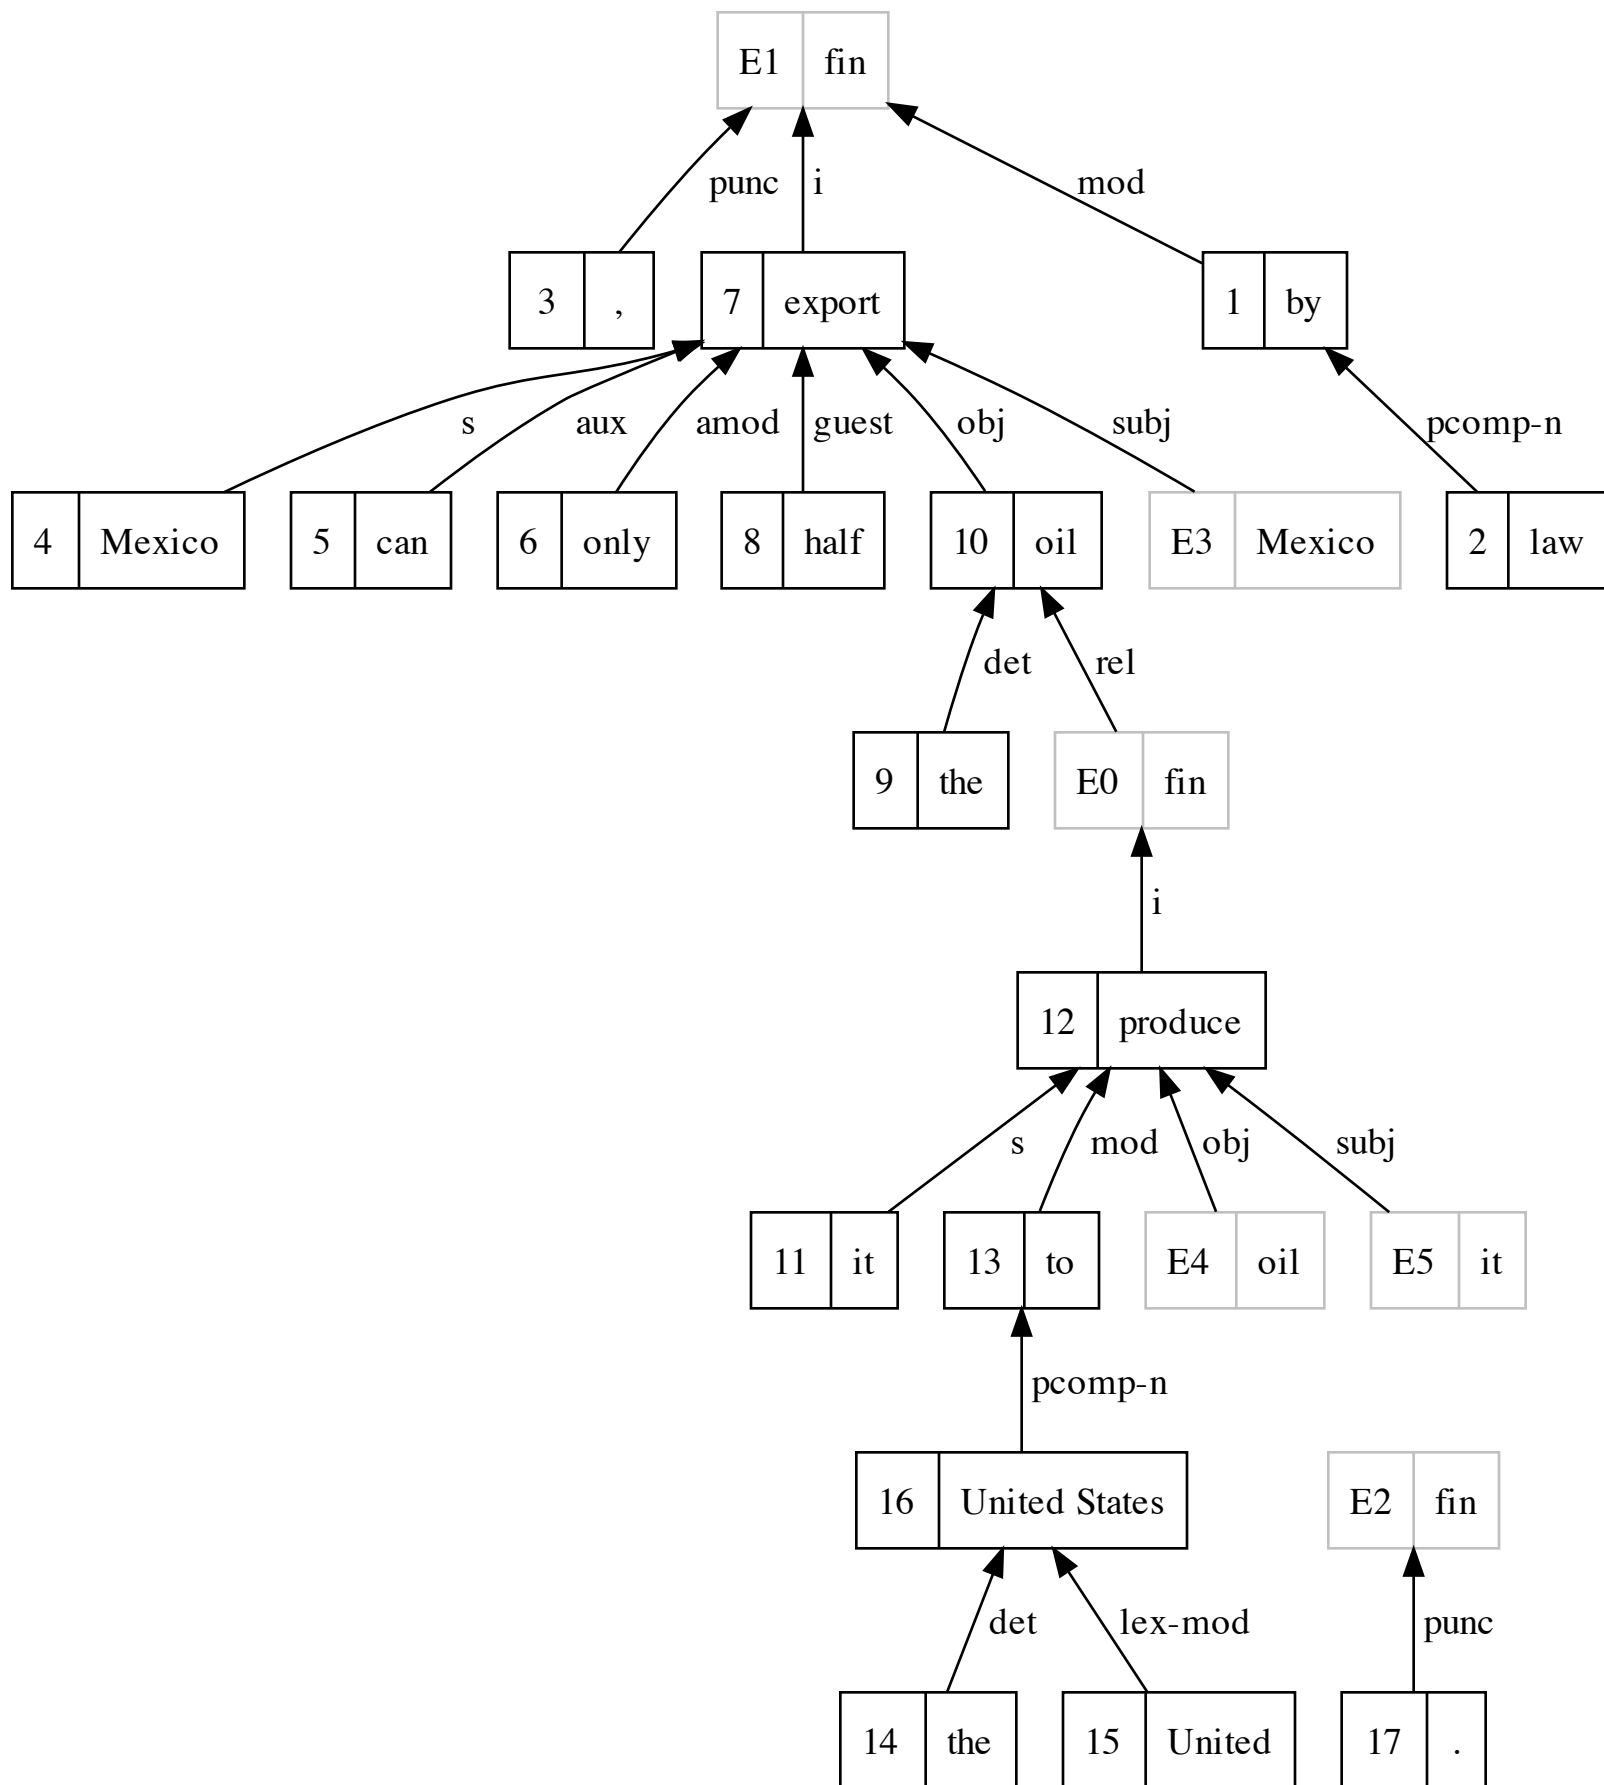 E1 fin
punc i mod
3 , 7 export 1 by
s aux amod guest obj subj pcomp-n
4 Mexico 5 can 6 only 8 half 10 oil E3 Mexico 2 law
det rel
9 the E0 fin
i
12 produce
s mod obj subj
11 it 13 to E4 oil E5 it
pcomp-n
16 United States E2 fin
det lex-mod punc
14 the 15 United 17 .